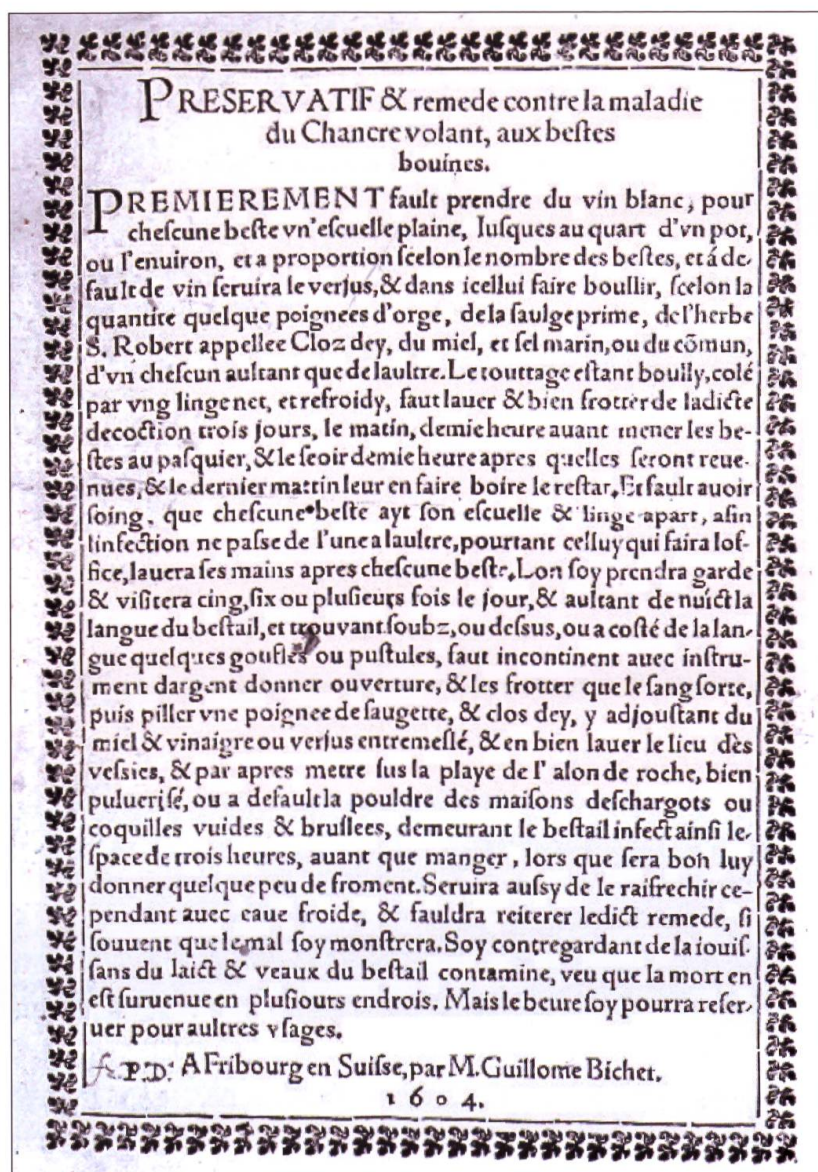 PRESERVATIF & remede contre la maladie
du Chancre volant, aux beſtes
bouines.
PREMIEREMENT fault prendre du vin blanc, pour
cheſcune beſte vn'eſcuelle plaine, Iuſques au quart d'vn pot,
ou l'enuiron, et a proportion ſcelon le nombre des beſtes, et á de-
fault de vin ſeruira le verjus, & dans icellui faire boullir, ſcelon la
quantite quelque poignees d'orge, dela ſaulge prime, de l'herbe
S. Robert appellee Cloz dey, du miel, et ſel marin, ou du cõmun,
d'vn cheſcun aultant que de laultre. Le touttage eſtant boully, colé
par vng linge net, et refroidy, faut lauer & bien frotter de ladicte
decoction trois jours, le matin, demie heure auant mener les be-
ſtes au paſquier, & le ſeoir demie heure apres quelles ſeront reue-
nues, & le dernier mattin leur en faire boire le reſtat. Et fault auoir
ſoing, que cheſcune beſte ayt ſon eſcuelle & linge apart, afin
linfection ne paſſe de l'une a laultre, pourtant celluy qui faira lof-
fice, lauera ſes mains apres cheſcune beſte. Lon ſoy prendra garde
& viſitera cinq, ſix ou pluſieurs fois le jour, & aultant de nuict la
langue du beſtail, et trouvant ſoubz, ou deſſus, ou a coſté de la lan-
gue quelques goufles ou puſtules, faut incontinent auec inſtru-
ment dargent donner ouverture, & les frotter que le ſang ſorte,
puis piller vne poignee de ſaugette, & clos dey, y adjouſtant du
miel & vinaigre ou verjus entremeſlé, & en bien lauer le lieu dès
veſſies, & par apres metre ſus la playe de l' alon de roche, bien
pulueriſé, ou a default la pouldre des maiſons deſchargots ou
coquilles vuides & bruſlees, demeurant le beſtail infect ainſi le-
ſpace de trois heures, auant que manger, lors que ſera bon luy
donner quelque peu de froment. Seruira auſſy de le raifrechir ce-
pendant auec eaue froide, & fauldra reiterer ledict remede, ſi
ſouuent que le mal ſoy monſtrera. Soy contregardant de la iouiſ-
ſans du laict & veaux du beſtail contamine, veu que la mort en
eſt ſuruenue en pluſiours endrois. Mais le beure ſoy pourra reſer-
uer pour aultres vſages.
P.D. A Fribourg en Suiſſe, par M. Guillome Bichet.
1604.